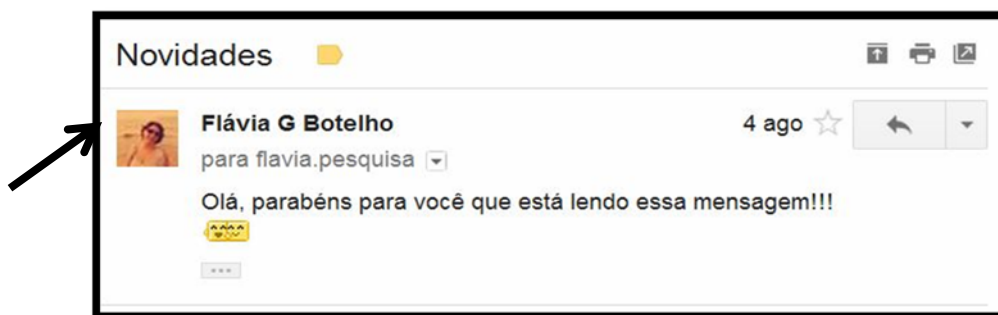 Novidades
Flávia G Botelho
4 ago
para flavia.pesquisa
Olá, parabéns para você que está lendo essa mensagem!!!